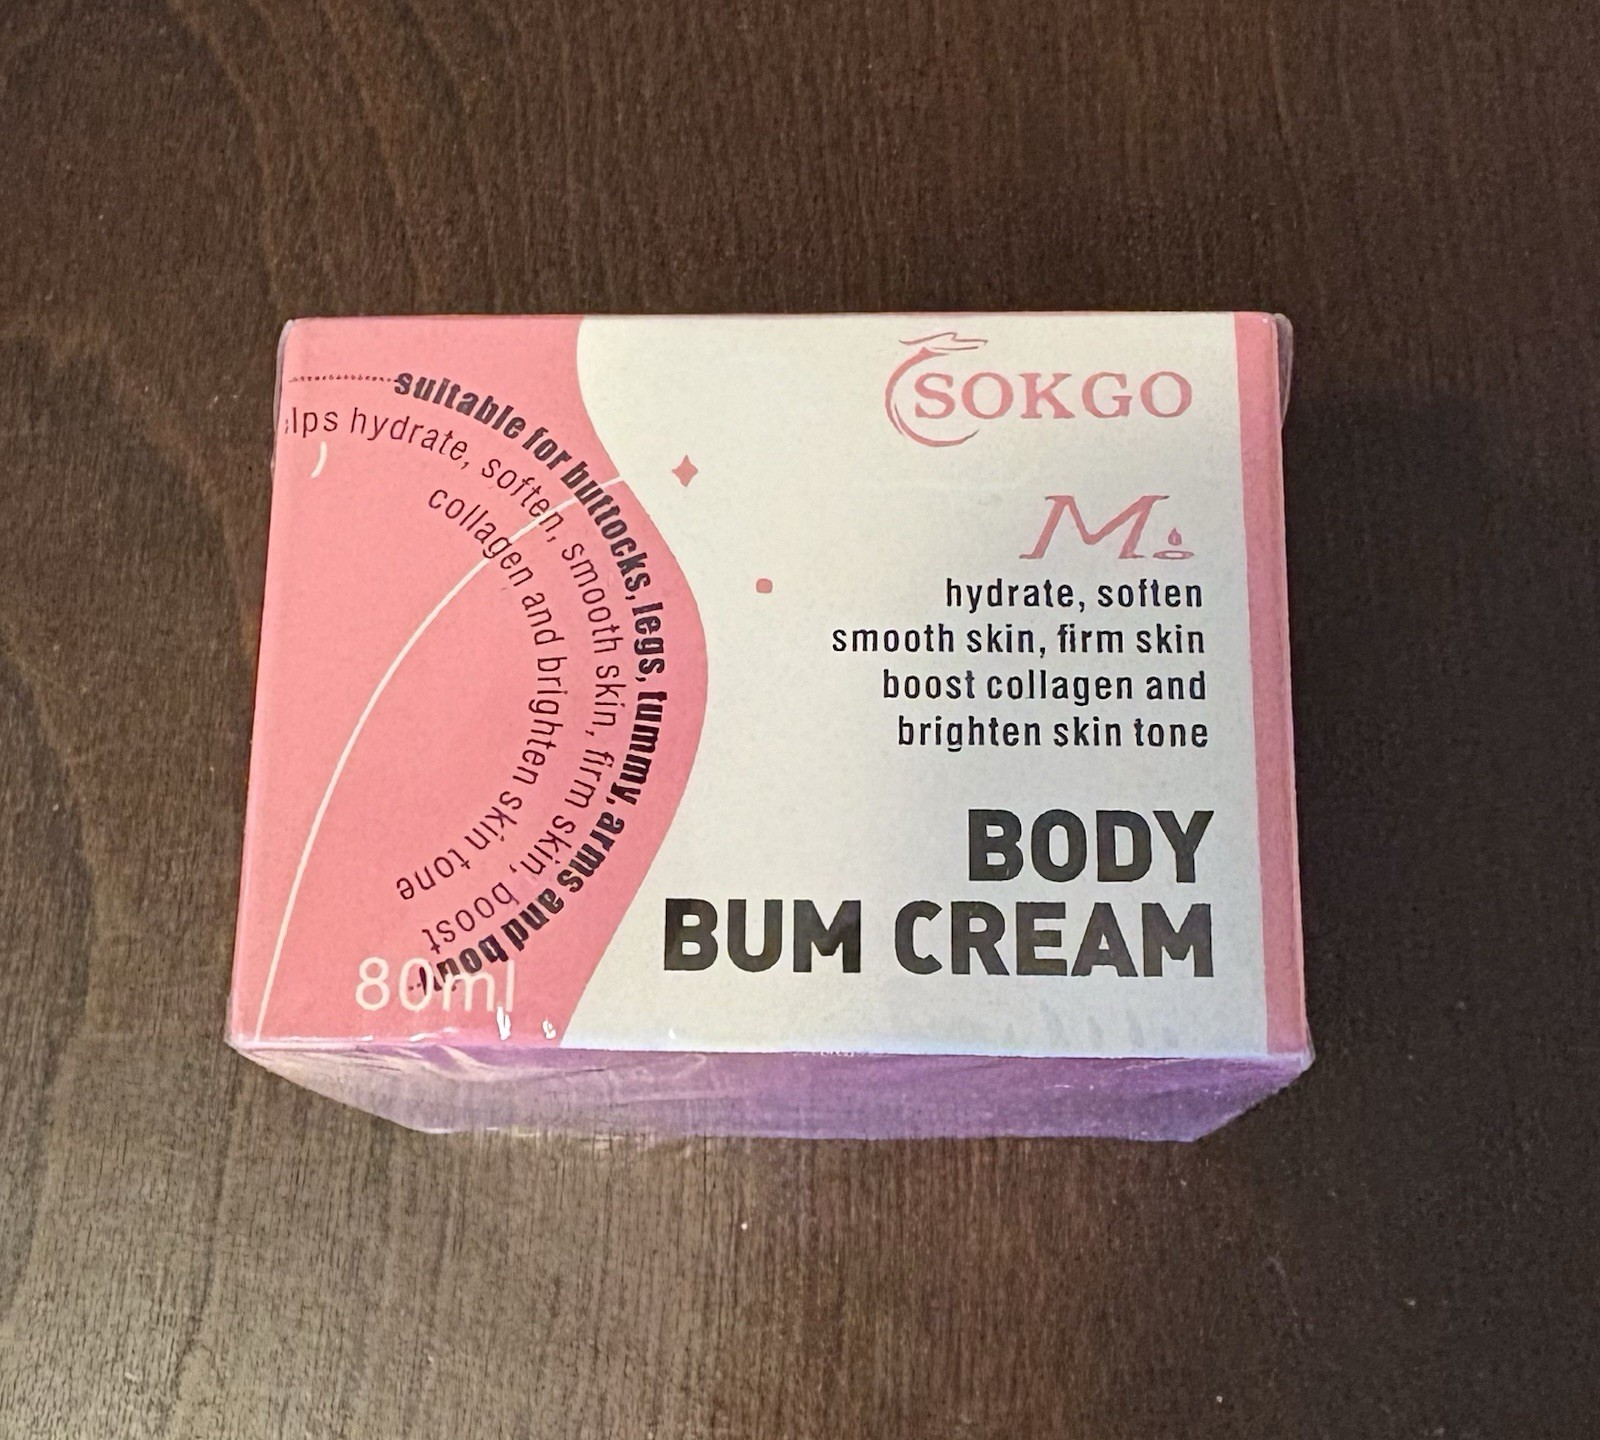 suitable for buttocks, legs, tummy, arms and body
lps hydrate, soften, smooth skin, firm skin, boost
collagen and brighten skin tone
80ml
SOKGO
M
hydrate, soften
smooth skin, firm skin
boost collagen and
brighten skin tone
BODY
BUM CREAM